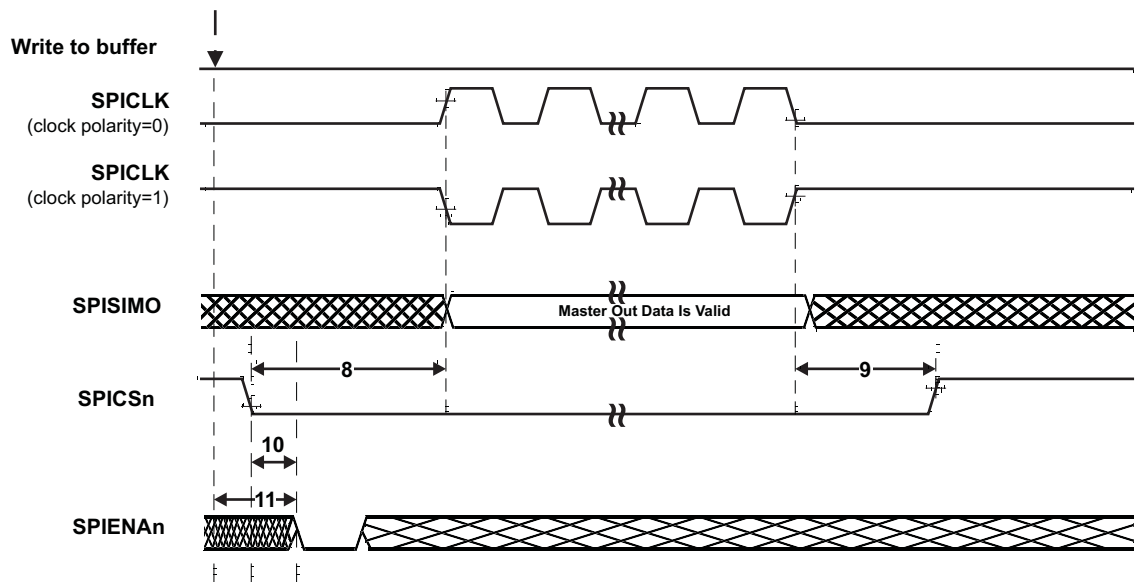 Write to buffer
SPICLK
(clock polarity=0)
SPICLK
(clock polarity=1)
SPISIMO
Master Out Data Is Valid
8
9
SPICSn
10
11
SPIENAn